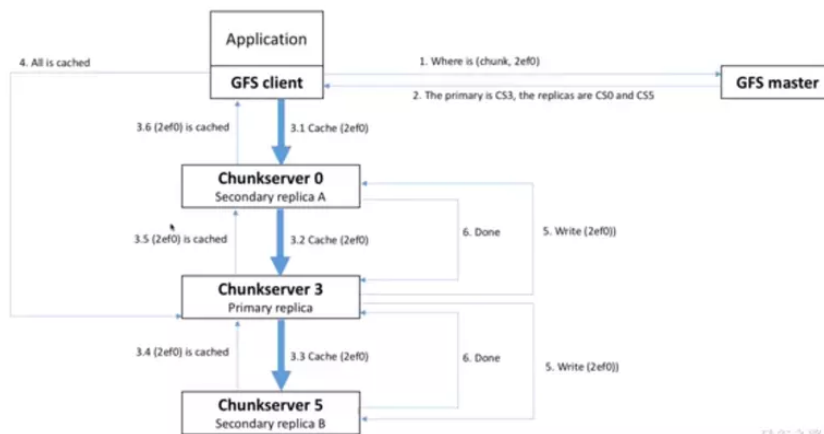 Application
4. All is cached
1. Where is (chunk, 2ef0)
GFS client
GFS master
2. The primary is CS3, the replicas are CS0 and CS5
3.6 (2ef0) is cached
3.1 Cache (2ef0)
Chunkserver 0
Secondary replica A
3.5 (2ef0) is cached
3.2 Cache (2ef0)
6. Done
5. Write (2ef0))
Chunkserver 3
Primary replica
3.4 (2ef0) is cached
3.3 Cache (2ef0)
6. Done
5. Write (2ef0))
Chunkserver 5
Secondary replica B